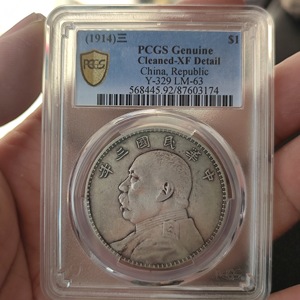 (1914)三 $1
PCGS Genuine
Cleaned-XF Detail
China, Republic
Y-329 LM-63
568445.92/87603174
PCGS
年三國民華中